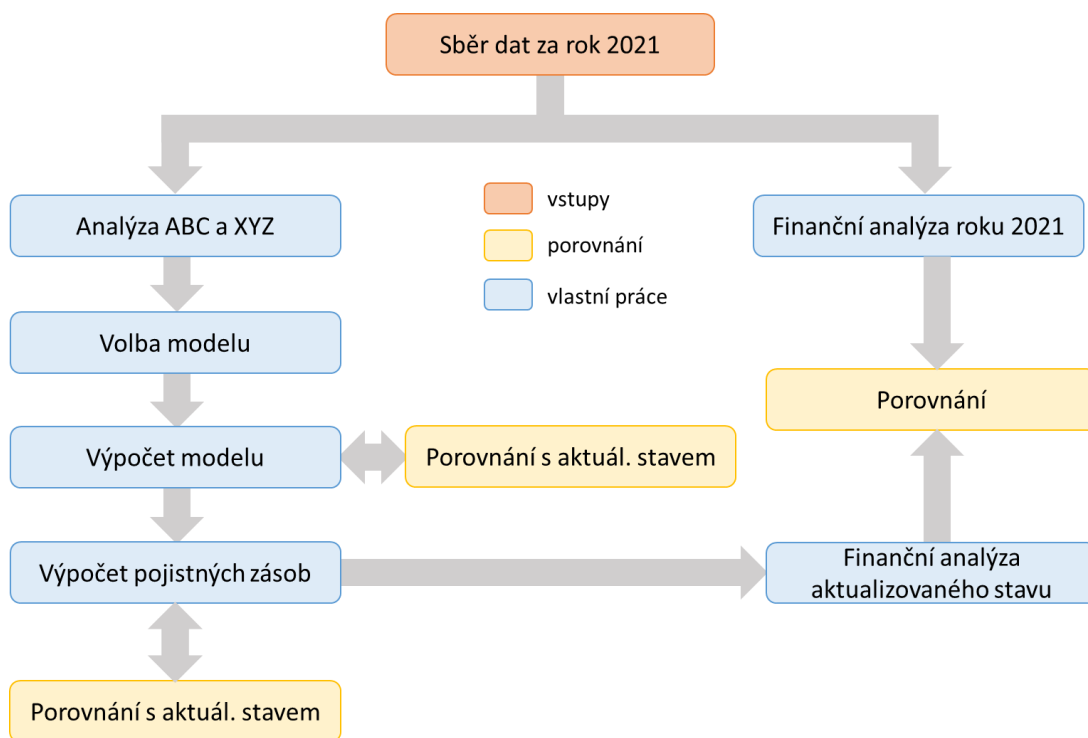 Sběr dat za rok 2021
Analýza ABC a XYZ
vstupy
Finanční analýza roku 2021
porovnání
vlastní práce
Volba modelu
Porovnání
Výpočet modelu
Porovnání s aktuál. stavem
Výpočet pojistných zásob
Finanční analýza
aktualizovaného stavu
Porovnání s aktuál. stavem